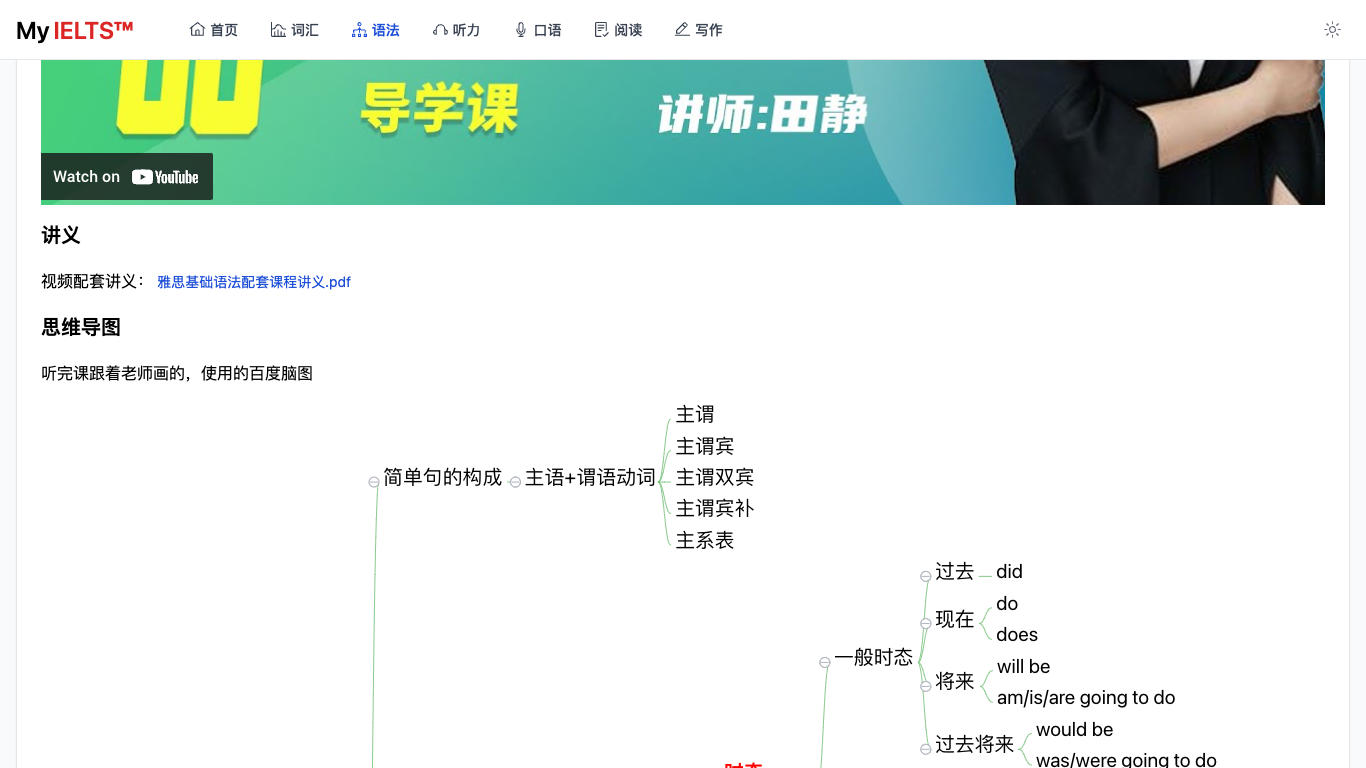 My IELTS™
首页
词汇
语法
听力
口语
阅读
写作
导学课
讲师:田静
Watch on YouTube
讲义
视频配套讲义： 雅思基础语法配套课程讲义.pdf
思维导图
听完课跟着老师画的，使用的百度脑图
简单句的构成
主语+谓语动词
主谓
主谓宾
主谓双宾
主谓宾补
主系表
一般时态
过去
did
现在
do
does
将来
will be
am/is/are going to do
过去将来
would be
was/were going to do
时态